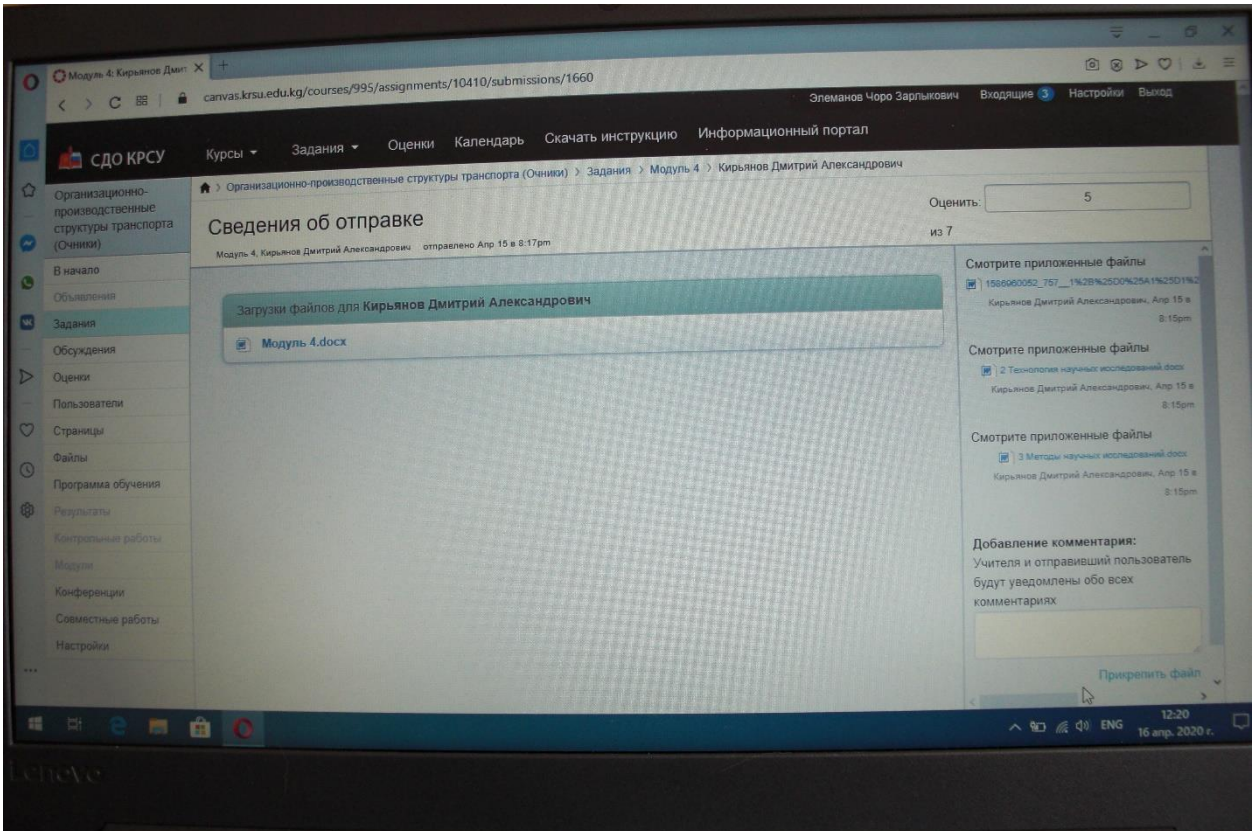 Модуль 4: Кирьянов Дмит
canvas.krsu.edu.kg/courses/995/assignments/10410/submissions/1660
Элеманов Чоро Зарлыкович Входящие 3 Настройки Выход
СДО КРСУ Курсы Задания Оценки Календарь Скачать инструкцию Информационный портал
Организационно-производственные структуры транспорта (Очники) > Задания > Модуль 4 > Кирьянов Дмитрий Александрович
Организационно-
производственные
структуры транспорта
(Очники)
В начало
Объявления
Задания
Обсуждения
Оценки
Пользователи
Страницы
Файлы
Программа обучения
Результаты
Контрольные работы
Модули
Конференции
Совместные работы
Настройки
Сведения об отправке
Модуль 4, Кирьянов Дмитрий Александрович отправлено Апр 15 в 8:17pm
Загрузки файлов для Кирьянов Дмитрий Александрович
Модуль 4.docx
Оценить: 5
из 7
Смотрите приложенные файлы
Кирьянов Дмитрий Александрович, Апр 15 в
8:15pm
Смотрите приложенные файлы
2 Технология научных исследований.docx
Кирьянов Дмитрий Александрович, Апр 15 в
8:15pm
Смотрите приложенные файлы
3 Методы научных исследований.docx
Кирьянов Дмитрий Александрович, Апр 15 в
8:15pm
Добавление комментария:
Учителя и отправивший пользователь
будут уведомлены обо всех
комментариях
Прикрепить файл
ENG
12:20
16 апр. 2020 г.
Lenovo